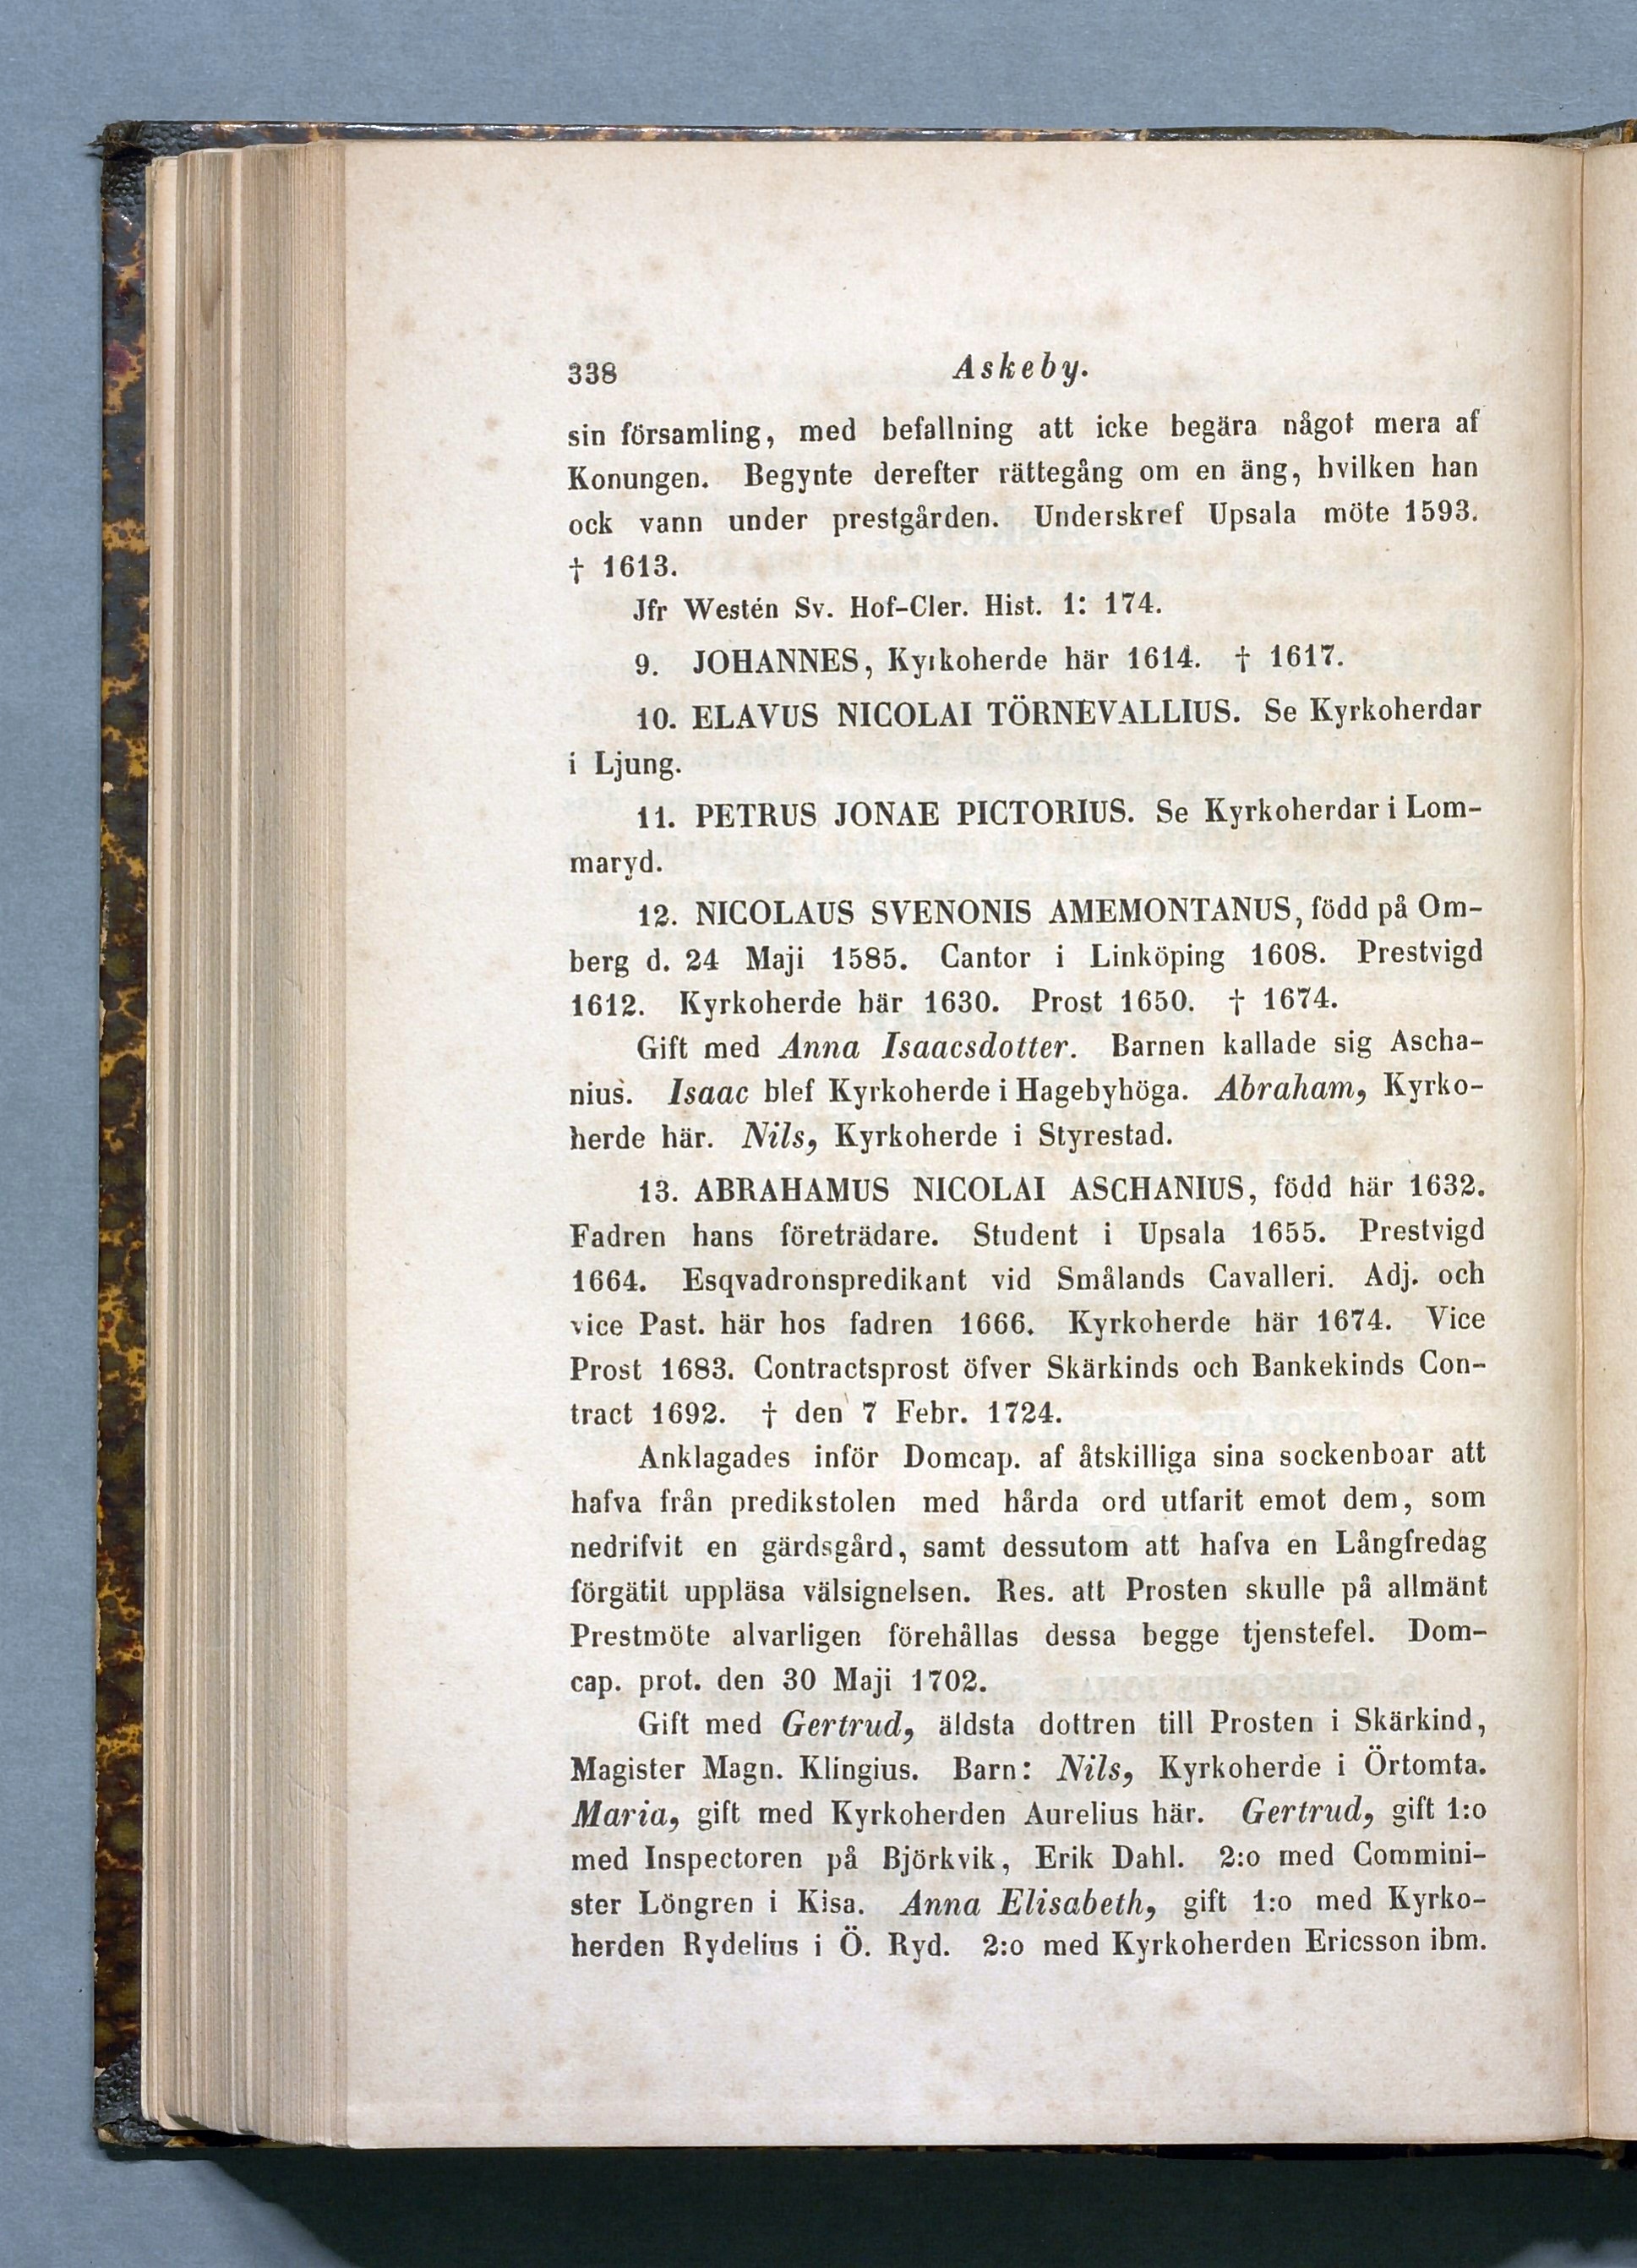 338 Askeby.
sin församling, med befallning att icke begära något mera af
Konungen. Begynte derefter rättegång om en äng, hvilken han
ock vann under prestgården. Underskref Upsala möte 1593.
† 1613.
Jfr Westén Sv. Hof-Cler. Hist. 1: 174.
9. JOHANNES, Kyrkoherde här 1614. † 1617.
10. ELAVUS NICOLAI TÖRNEVALLIUS. Se Kyrkoherdar
i Ljung.
11. PETRUS JONAE PICTORIUS. Se Kyrkoherdar i Lom-
maryd.
12. NICOLAUS SVENONIS AMEMONTANUS, född på Om-
berg d. 24 Maji 1585. Cantor i Linköping 1608. Prestvigd
1612. Kyrkoherde här 1630. Prost 1650. † 1674.
Gift med Anna Isaacsdotter. Barnen kallade sig Ascha-
nius. Isaac blef Kyrkoherde i Hagebyhöga. Abraham, Kyrko-
herde här. Nils, Kyrkoherde i Styrestad.
13. ABRAHAMUS NICOLAI ASCHANIUS, född här 1632.
Fadren hans företrädare. Student i Upsala 1655. Prestvigd
1664. Esqvadronspredikant vid Smålands Cavalleri. Adj. och
vice Past. här hos fadren 1666. Kyrkoherde här 1674. Vice
Prost 1683. Contractsprost öfver Skärkinds och Bankekinds Con-
tract 1692. † den 7 Febr. 1724.
Anklagades inför Domcap. af åtskilliga sina sockenboar att
hafva från predikstolen med hårda ord utfarit emot dem, som
nedrifvit en gärdsgård, samt dessutom att hafva en Långfredag
förgätit uppläsa välsignelsen. Res. att Prosten skulle på allmänt
Prestmöte alvarligen förehållas dessa begge tjenstefel. Dom-
cap. prot. den 30 Maji 1702.
Gift med Gertrud, äldsta dottren till Prosten i Skärkind,
Magister Magn. Klingius. Barn: Nils, Kyrkoherde i Örtomta.
Maria, gift med Kyrkoherden Aurelius här. Gertrud, gift 1:o
med Inspectoren på Björkvik, Erik Dahl. 2:o med Commini-
ster Löngren i Kisa. Anna Elisabeth, gift 1:o med Kyrko-
herden Rydelius i Ö. Ryd. 2:o med Kyrkoherden Ericsson ibm.